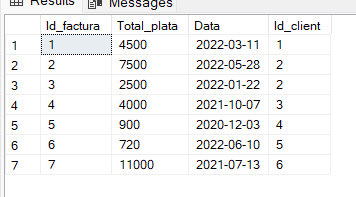 Results Messages
Id_factura Total_plata Data Id_client
1 1 4500 2022-03-11 1
2 2 7500 2022-05-28 2
3 3 2500 2022-01-22 2
4 4 4000 2021-10-07 3
5 5 900 2020-12-03 4
6 6 720 2022-06-10 5
7 7 11000 2021-07-13 6